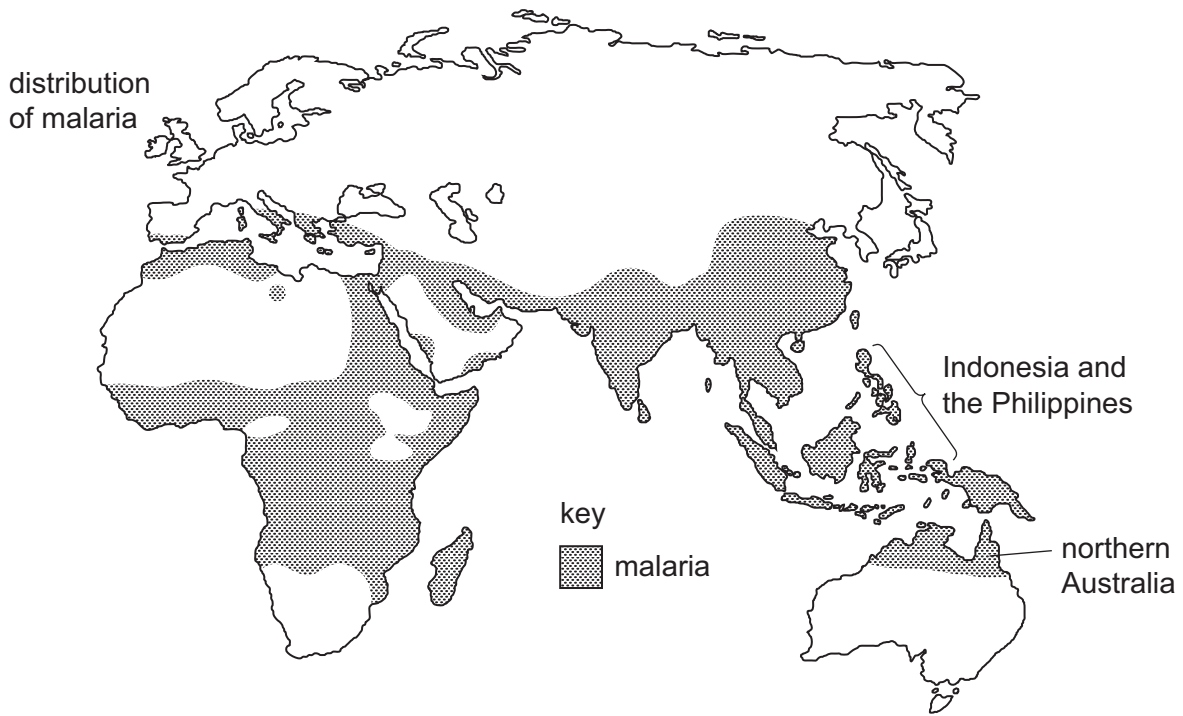 distribution
of malaria
Indonesia and
the Philippines
key
malaria
northern
Australia